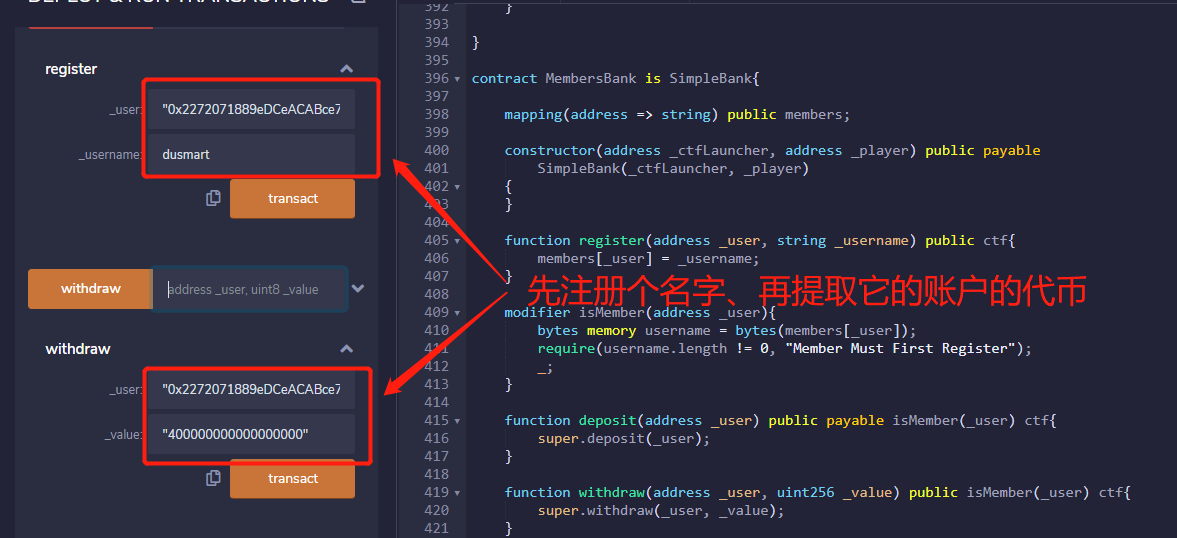 DEPLOY & RUN TRANSACTIONS
register
_user: "0x2272071889eDCeACABce7
_username: dusmart
transact
withdraw address _user, uint8 _value
withdraw
_user: "0x2272071889eDCeACABce7
_value: "400000000000000000"
transact
392 }
393
394 }
395
396 contract MembersBank is SimpleBank{
397
398 mapping(address => string) public members;
399
400 constructor(address _ctfLauncher, address _player) public payable
401 SimpleBank(_ctfLauncher, _player)
402 {
403 }
404
405 function register(address _user, string _username) public ctf{
406 members[_user] = _username;
407 }
408
先注册个名字、再提取它的账户的代币
409 modifier isMember(address _user){
410 bytes memory username = bytes(members[_user]);
411 require(username.length != 0, "Member Must First Register");
412 _;
413 }
414
415 function deposit(address _user) public payable isMember(_user) ctf{
416 super.deposit(_user);
417 }
418
419 function withdraw(address _user, uint256 _value) public isMember(_user) ctf{
420 super.withdraw(_user, _value);
421 }